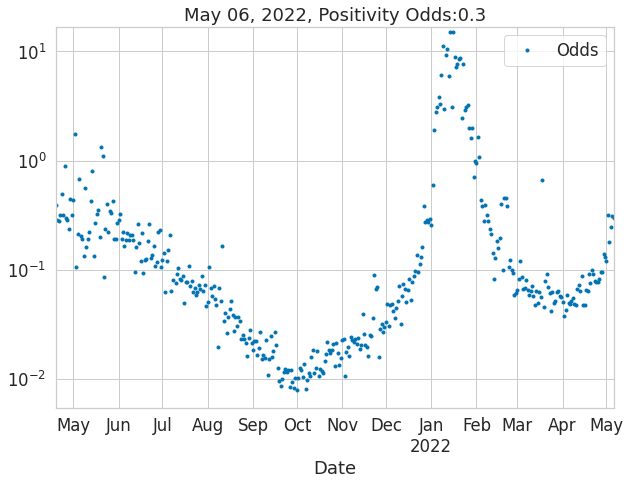 May 06, 2022, Positivity Odds:0.3
Odds
10¹
10⁰
10⁻¹
10⁻²
May Jun Jul Aug Sep Oct Nov Dec Jan Feb Mar Apr May
2022
Date